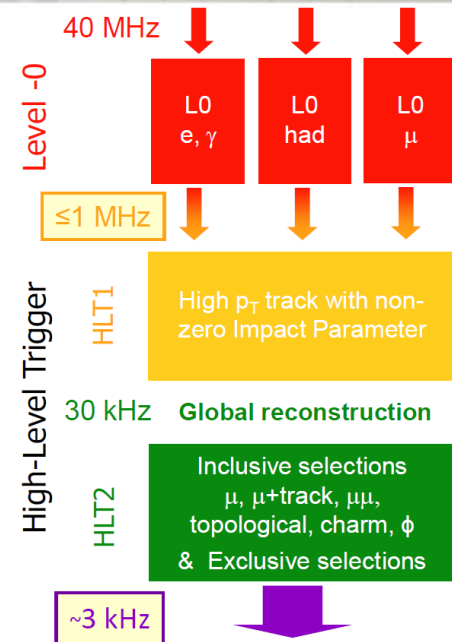 40 MHz
Level -0
L0
e, γ
L0
had
L0
μ
≤1 MHz
High-Level Trigger
HLT1
High pT track with non-
zero Impact Parameter
30 kHz
Global reconstruction
HLT2
Inclusive selections
μ, μ+track, μμ,
topological, charm, ϕ
& Exclusive selections
~3 kHz